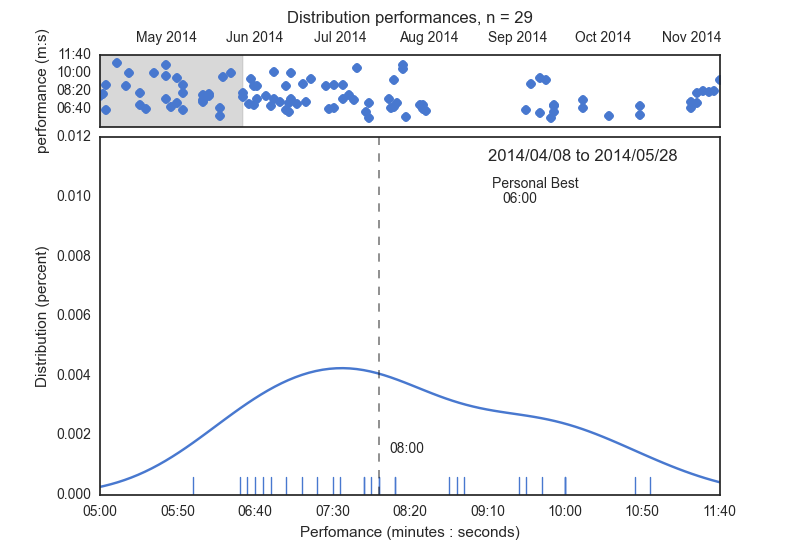 Distribution performances, n = 29
May 2014 Jun 2014 Jul 2014 Aug 2014 Sep 2014 Oct 2014 Nov 2014
performance (m:s)
11:40
10:00
08:20
06:40
Distribution (percent)
0.012
0.010
0.008
0.006
0.004
0.002
0.000
2014/04/08 to 2014/05/28
Personal Best
06:00
08:00
05:00 05:50 06:40 07:30 08:20 09:10 10:00 10:50 11:40
Perfomance (minutes : seconds)